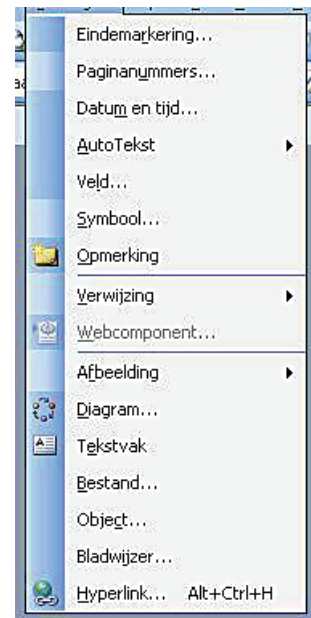 Eindemarkering...
Paginanummers...
Datum en tijd...
AutoTekst
Veld...
Symbool...
Opmerking
Verwijzing
Webcomponent...
Afbeelding
Diagram...
Tekstvak
Bestand...
Object...
Bladwijzer...
Hyperlink... Alt+Ctrl+H